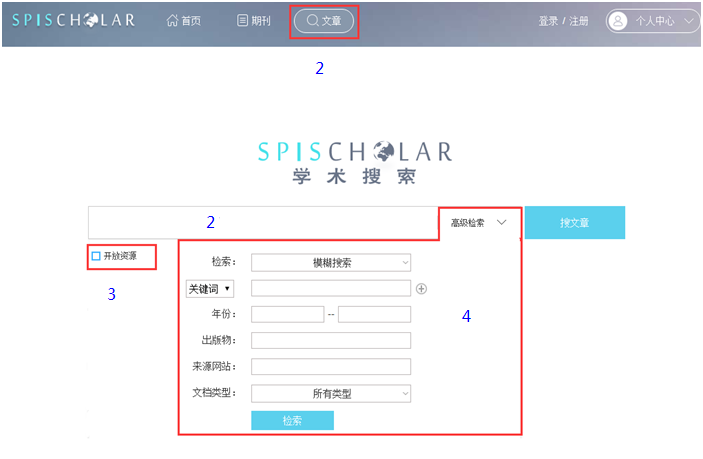 SPISCHOLAR 首页 期刊 文章 登录 / 注册 个人中心
2
SPISCHOLAR
学术搜索
2 高级检索 搜文章
开放资源
检索： 模糊搜索
3 关键词
年份： -- 4
出版物：
来源网站：
文档类型： 所有类型
检索